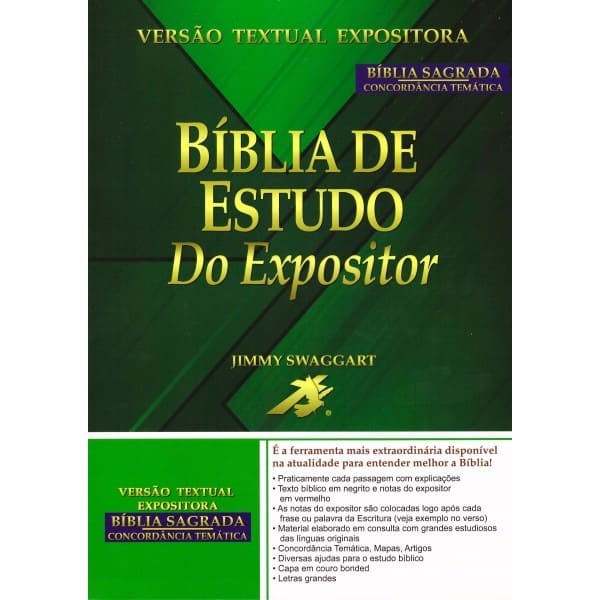 VERSÃO TEXTUAL EXPOSITORA
BÍBLIA SAGRADA
CONCORDÂNCIA TEMÁTICA
BÍBLIA DE
ESTUDO
Do Expositor
JIMMY SWAGGART
®
VERSÃO TEXTUAL
EXPOSITORA
BÍBLIA SAGRADA
CONCORDÂNCIA TEMÁTICA
É a ferramenta mais extraordinária disponível
na atualidade para entender melhor a Bíblia!
• Praticamente cada passagem com explicações
• Texto bíblico em negrito e notas do expositor
em vermelho
• As notas do expositor são colocadas logo após cada
frase ou palavra da Escritura (veja exemplo no verso)
• Material elaborado em consulta com grandes estudiosos
das línguas originais
• Concordância Temática, Mapas, Artigos
• Diversas ajudas para o estudo bíblico
• Capa em couro bonded
• Letras grandes